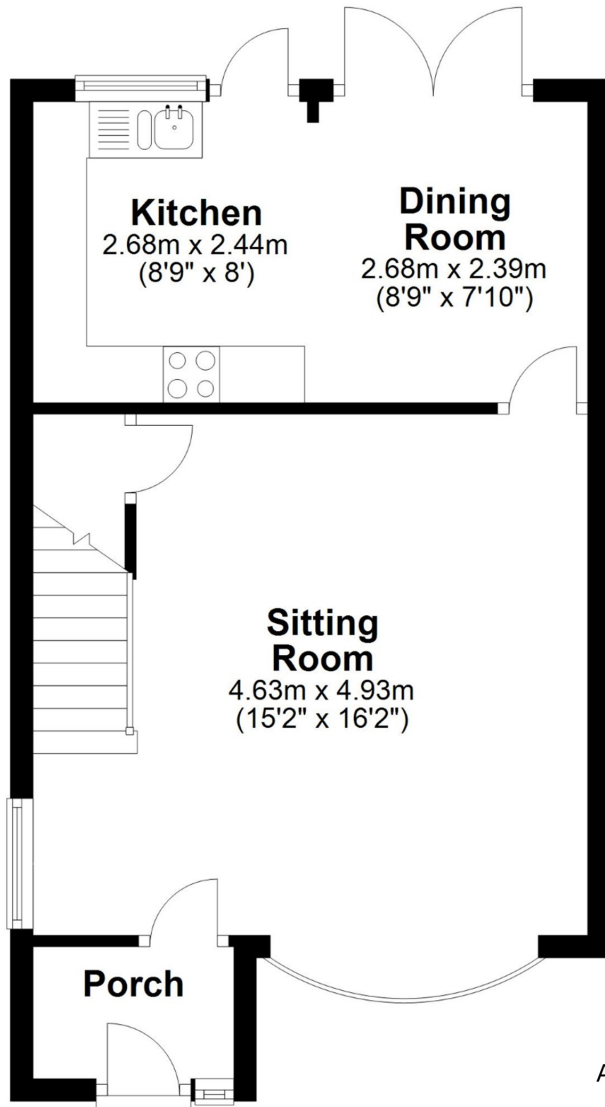 Kitchen
2.68m x 2.44m
(8'9" x 8')
Dining
Room
2.68m x 2.39m
(8'9" x 7'10")
Sitting
Room
4.63m x 4.93m
(15'2" x 16'2")
Porch
A